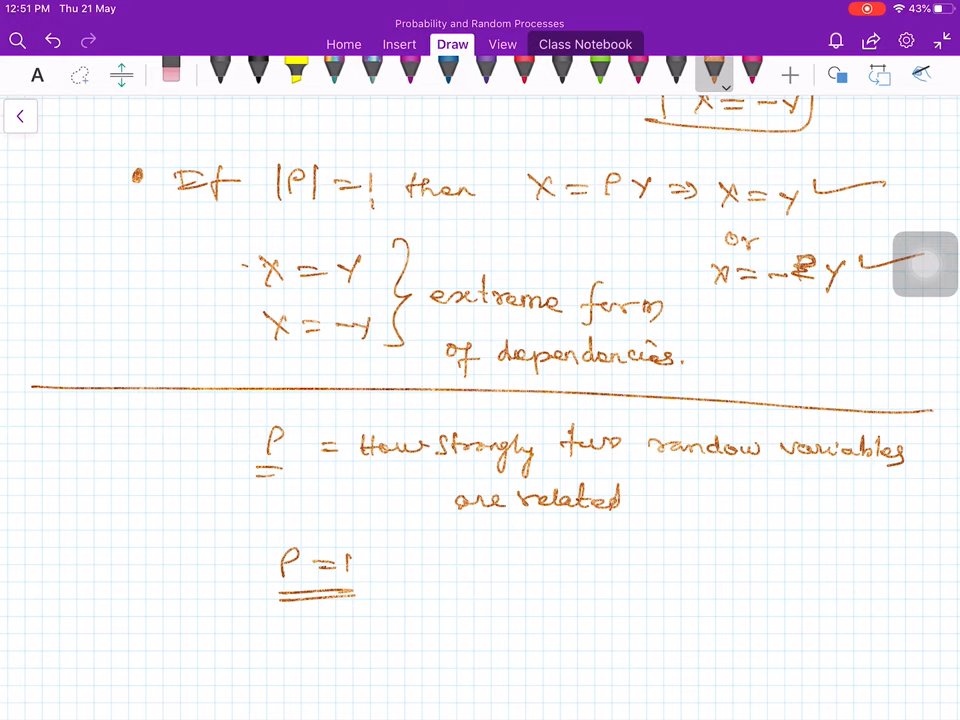 12:51 PM Thu 21 May
43%
Probability and Random Processes
Home Insert Draw View Class Notebook
A
X = -Y
• If |ρ| = 1 then X = ρY ⇒ X = Y
or
X = Y
X = -Y
extreme form
of dependencies.
ρ = How strongly two random variables
are related
ρ = 1